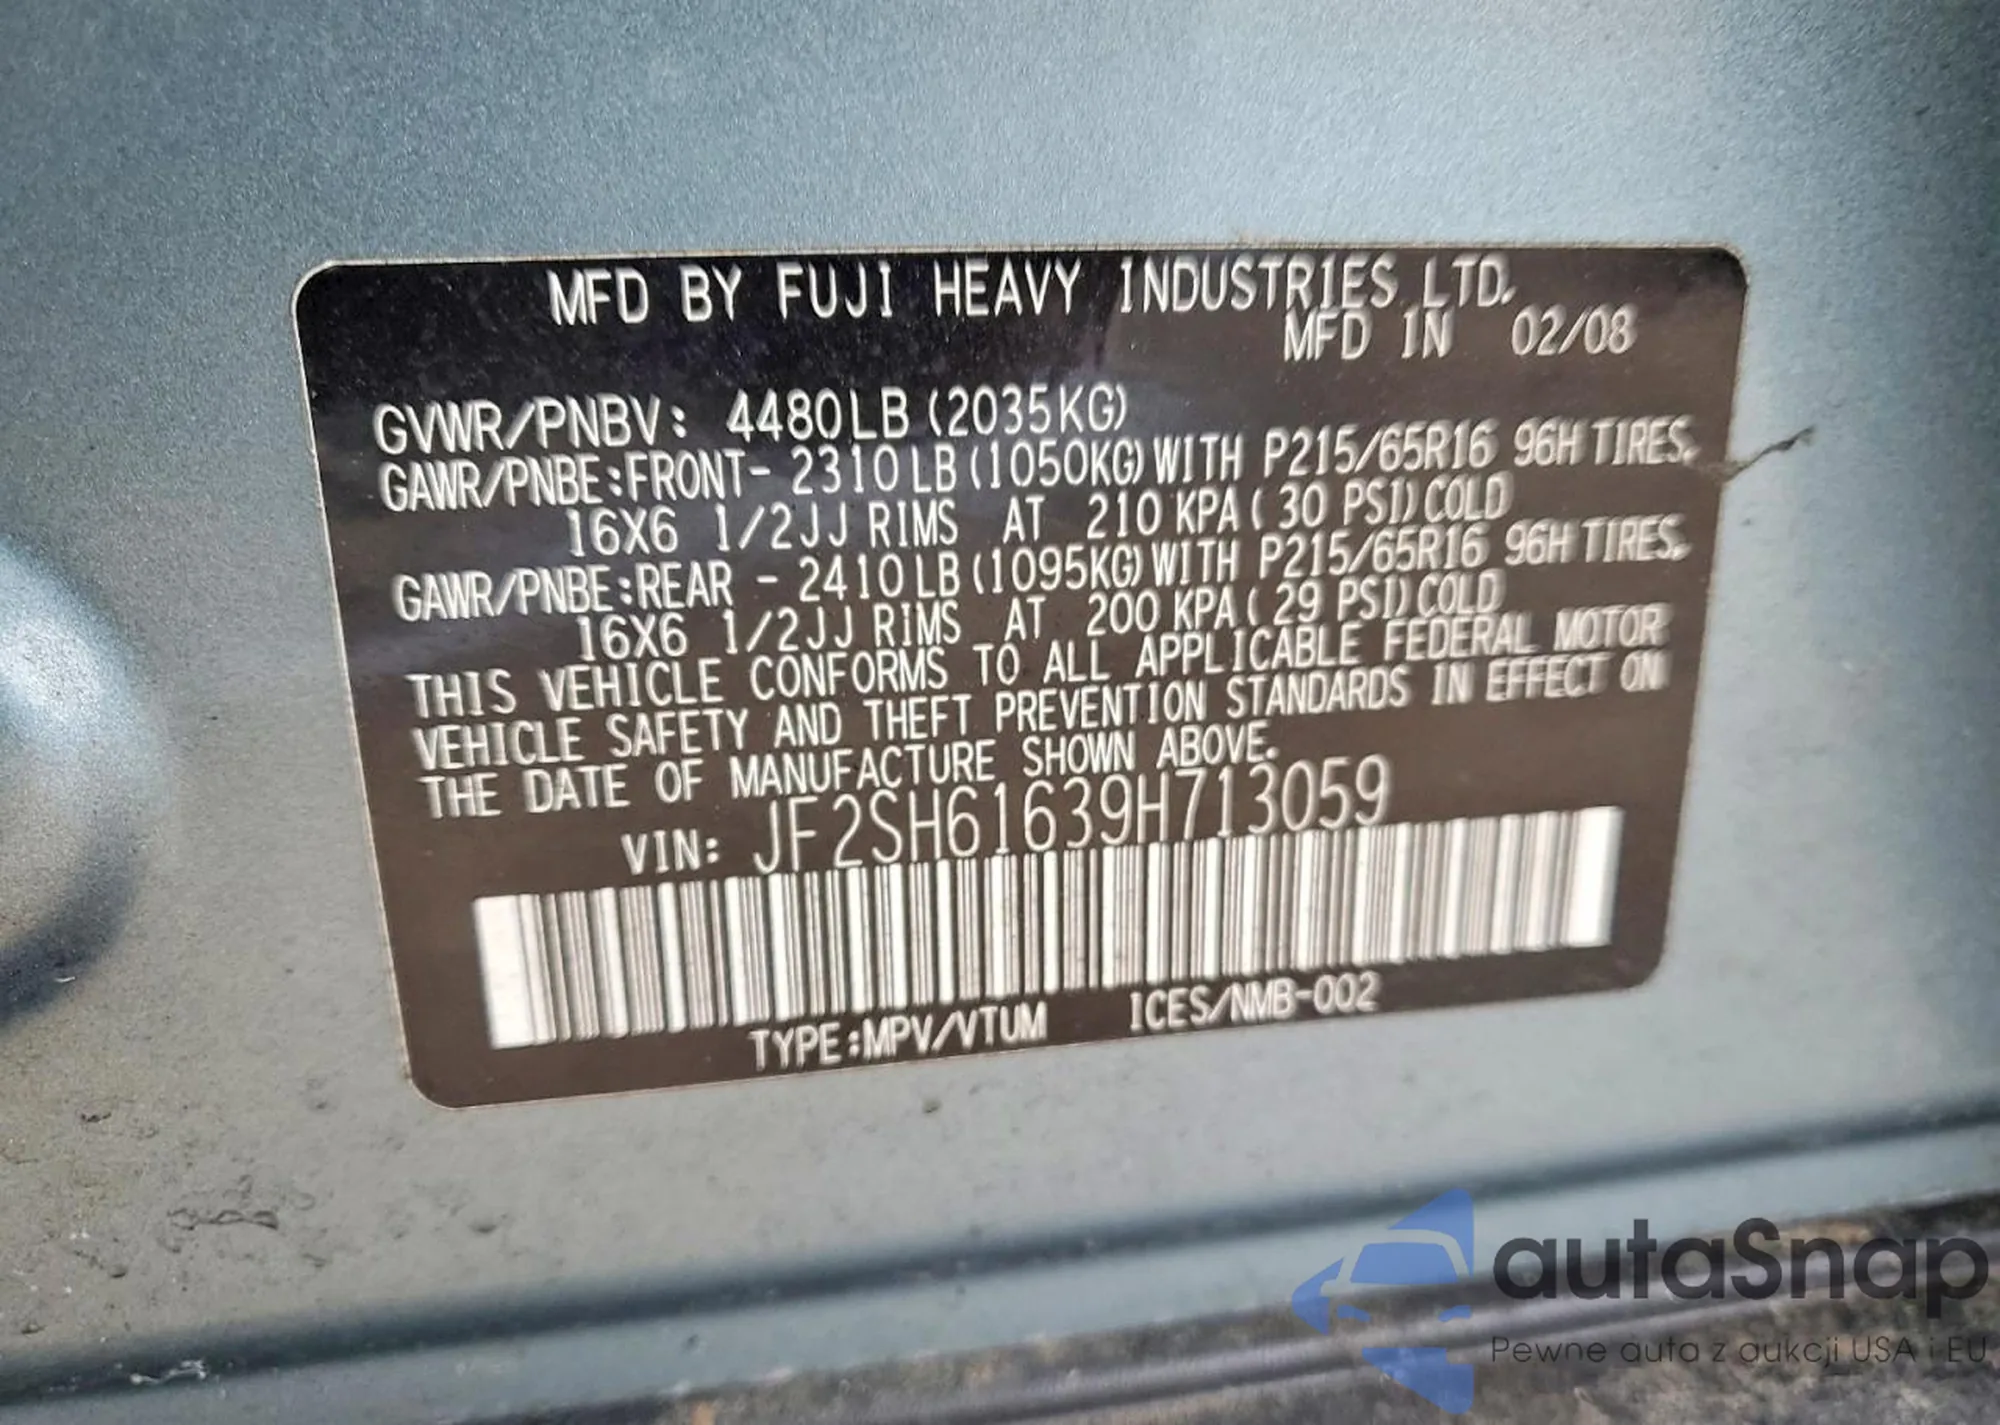 MFD BY FUJI HEAVY INDUSTRIES LTD.
MFD IN 02/08
GVWR/PNBV: 4480LB (2035KG)
GAWR/PNBE:FRONT- 2310LB (1050KG) WITH P215/65R16 96H TIRES.
16X6 1/2JJ RIMS AT 210 KPA ( 30 PSI) COLD
GAWR/PNBE:REAR - 2410LB (1095KG) WITH P215/65R16 96H TIRES.
16X6 1/2JJ RIMS AT 200 KPA ( 29 PSI) COLD
THIS VEHICLE CONFORMS TO ALL APPLICABLE FEDERAL MOTOR
VEHICLE SAFETY AND THEFT PREVENTION STANDARDS IN EFFECT ON
THE DATE OF MANUFACTURE SHOWN ABOVE.
VIN: JF2SH61639H713059
TYPE:MPV/VTUM ICES/NMB-002
autaSnap
Pewne auta z aukcji USA i EU